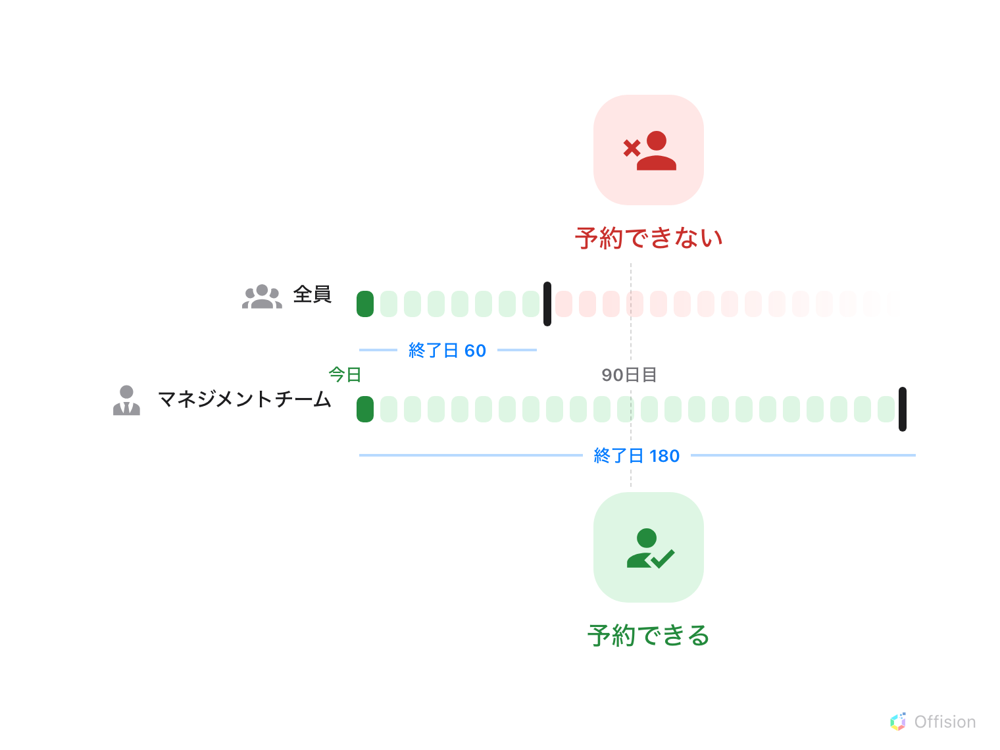 予約できない
全員
終了日 60
今日
90日目
マネジメントチーム
終了日 180
予約できる
Offision